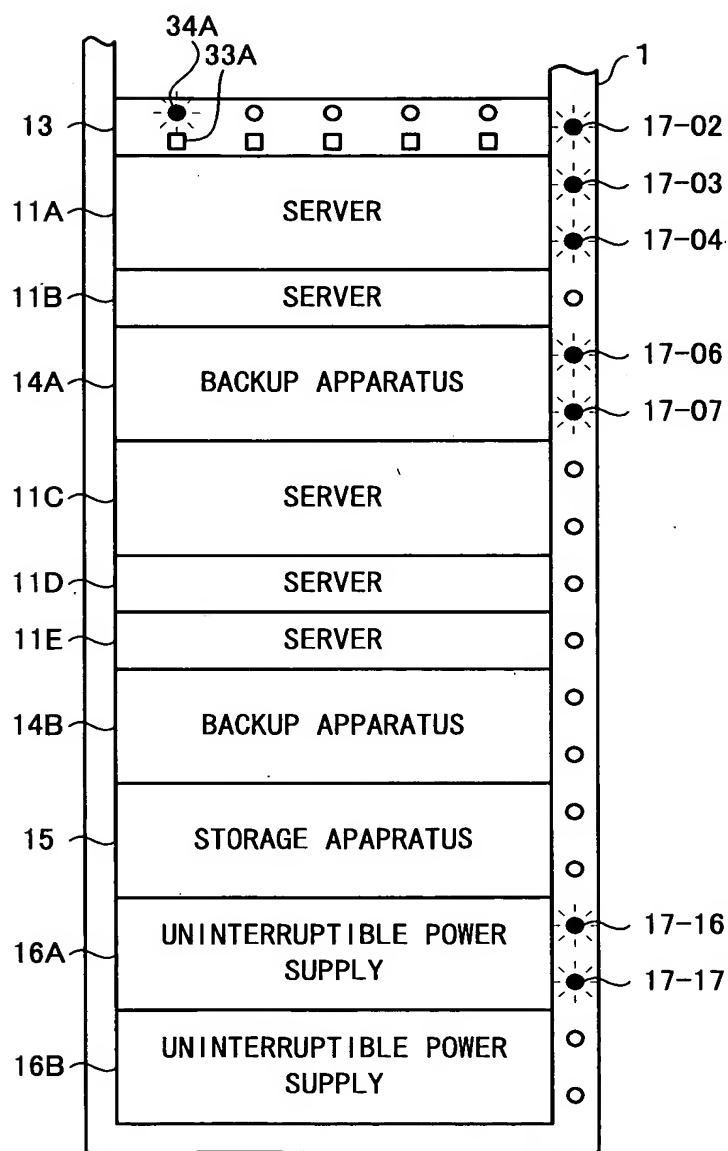 34A
33A
1
13
17-02
17-03
11A
SERVER
17-04
11B
SERVER
17-06
14A
BACKUP APPARATUS
17-07
11C
SERVER
11D
SERVER
11E
SERVER
14B
BACKUP APPARATUS
15
STORAGE APAPRATUS
16A
UNINTERRUPTIBLE POWER
SUPPLY
17-16
17-17
16B
UNINTERRUPTIBLE POWER
SUPPLY